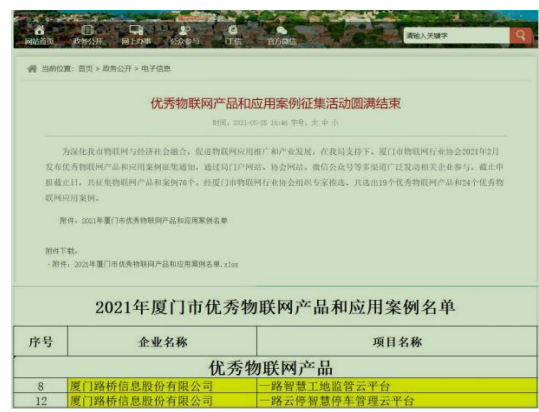 网站首页 政务公开 网上办事 公众参与 i工信 官方微信
请输入关键字
当前位置: 首页 > 政务公开 > 电子信息
优秀物联网产品和应用案例征集活动圆满结束
时间: 2021-05-25 16:46 字号: 大 中 小
为深化我市物联网与经济社会融合,促进物联网应用推广和产业发展,在我局支持下,厦门市物联网行业协会2021年2月
发布优秀物联网产品和应用案例征集通知,通过局门户网站、协会网站、微信公众号等多渠道广泛发动相关企业参与,截止申
报截止日,共征集物联网产品和案例76个。经厦门市物联网行业协会组织专家推选,共选出19个优秀物联网产品和24个优秀物
联网应用案例。
附件: 2021年厦门市优秀物联网产品和应用案例名单
附件下载:
- 附件: 2021年厦门市优秀物联网产品和应用案例名单.xlsx
2021年厦门市优秀物联网产品和应用案例名单
序号 企业名称 项目名称
优秀物联网产品
8 厦门路桥信息股份有限公司 一路智慧工地监管云平台
12 厦门路桥信息股份有限公司 一路云停智慧停车管理云平台